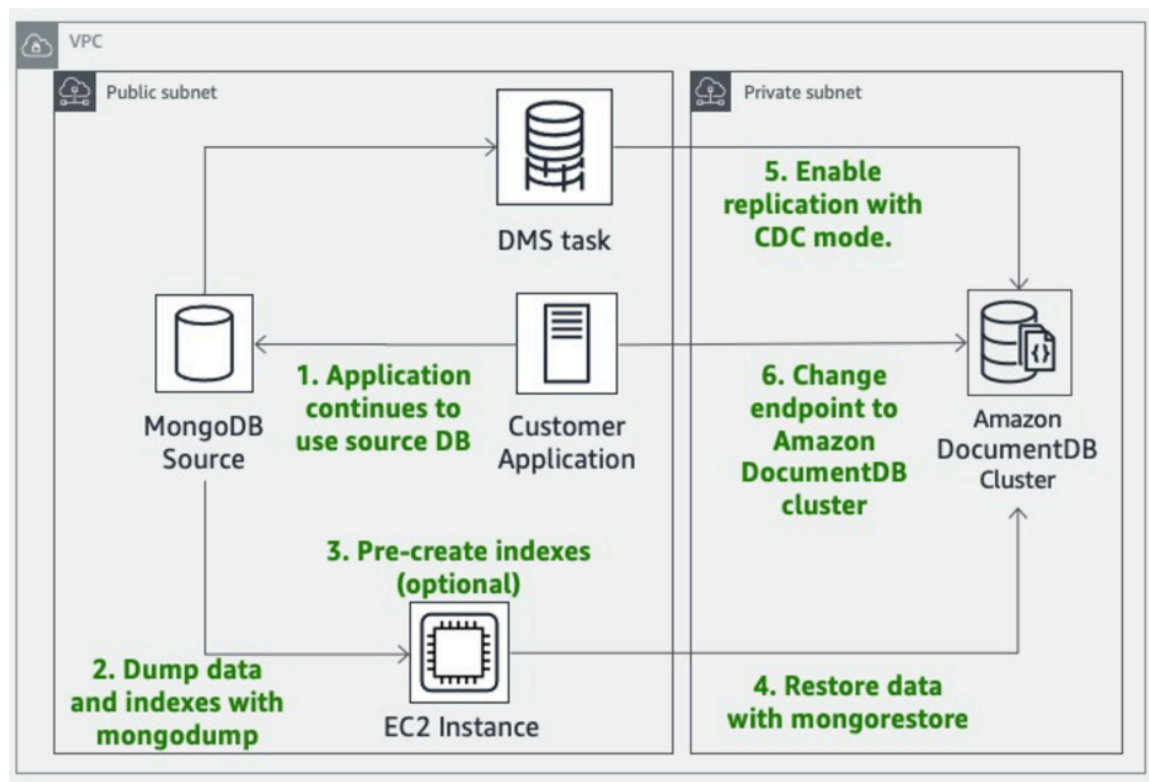 VPC
Public subnet
Private subnet
DMS task
5. Enable
replication with
CDC mode.
MongoDB
Source
1. Application
continues to
use source DB
Customer
Application
6. Change
endpoint to
Amazon
DocumentDB
cluster
Amazon
DocumentDB
Cluster
3. Pre-create indexes
(optional)
2. Dump data
and indexes with
mongodump
EC2 Instance
4. Restore data
with mongorestore